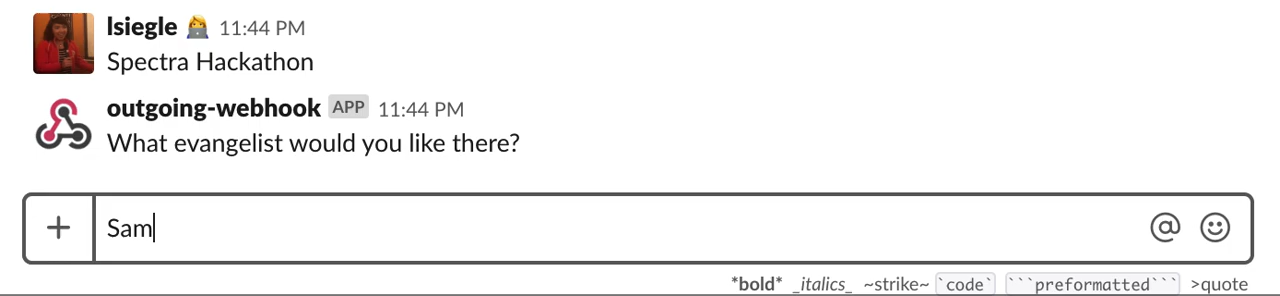 lsiegle 11:44 PM
Spectra Hackathon
outgoing-webhook APP 11:44 PM
What evangelist would you like there?
Sam
*bold* _italics_ ~strike~ `code` ```preformatted``` >quote